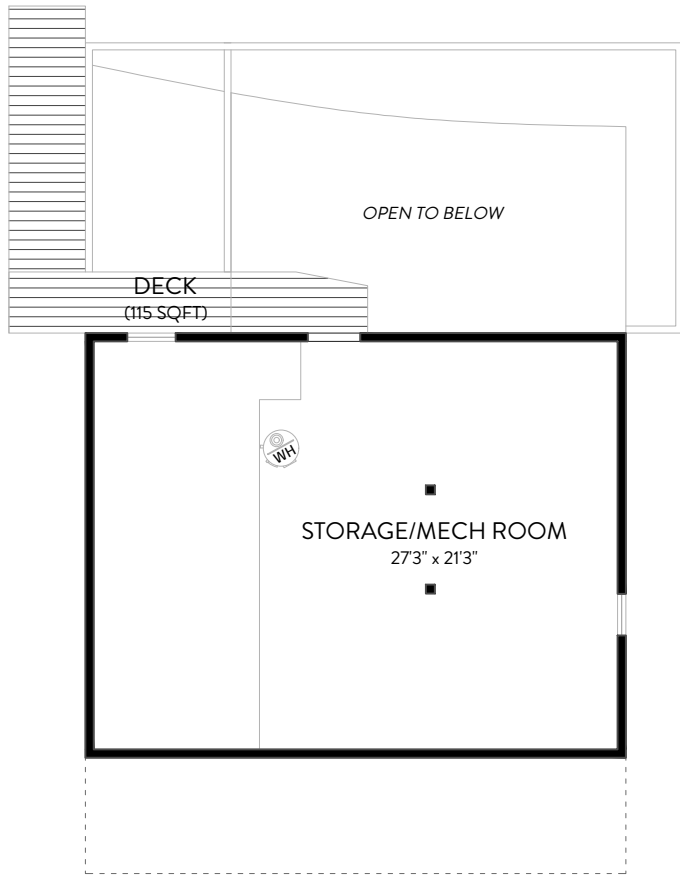 OPEN TO BELOW
DECK
(115 SQFT)
WH
STORAGE/MECH ROOM
27'3" x 21'3"